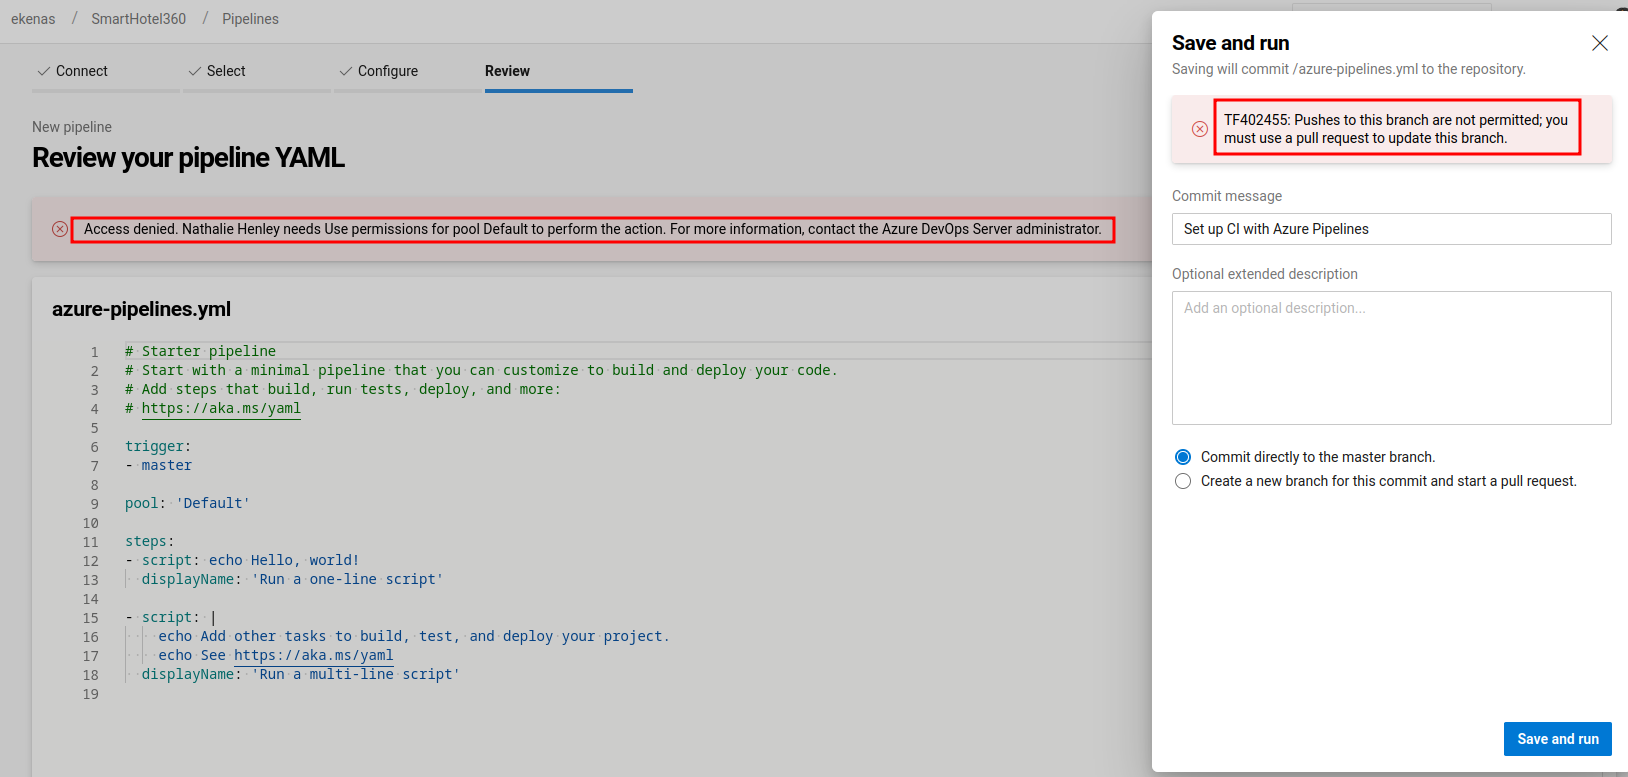 ekenas / SmartHotel360 / Pipelines
Connect Select Configure Review
New pipeline
Review your pipeline YAML
Access denied. Nathalie Henley needs Use permissions for pool Default to perform the action. For more information, contact the Azure DevOps Server administrator.
azure-pipelines.yml
1 # Starter pipeline
2 # Start with a minimal pipeline that you can customize to build and deploy your code.
3 # Add steps that build, run tests, deploy, and more:
4 # https://aka.ms/yaml
5
6 trigger:
7 - master
8
9 pool: 'Default'
10
11 steps:
12 - script: echo Hello, world!
13   displayName: 'Run a one-line script'
14
15 - script: |
16     echo Add other tasks to build, test, and deploy your project.
17     echo See https://aka.ms/yaml
18   displayName: 'Run a multi-line script'
19
Save and run
Saving will commit /azure-pipelines.yml to the repository.
TF402455: Pushes to this branch are not permitted; you
must use a pull request to update this branch.
Commit message
Set up CI with Azure Pipelines
Optional extended description
Add an optional description...
Commit directly to the master branch.
Create a new branch for this commit and start a pull request.
Save and run